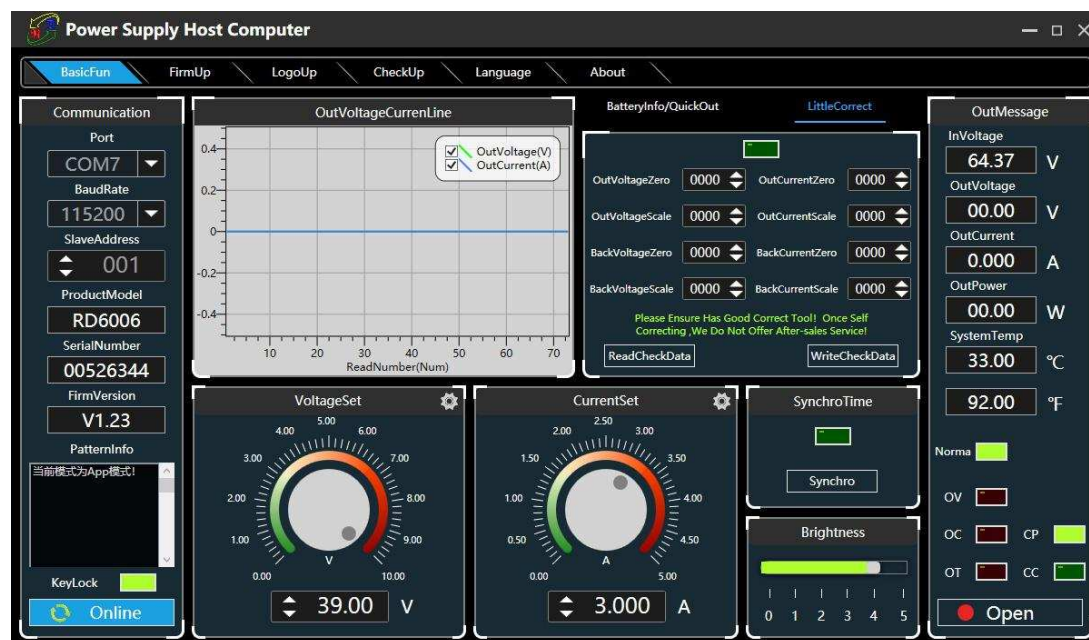 Power Supply Host Computer
BasicFun FirmUp LogoUp CheckUp Language About
Communication
Port
COM7
BaudRate
115200
SlaveAddress
001
ProductModel
RD6006
SerialNumber
00526344
FirmVersion
V1.23
PatternInfo
当前模式为App模式!
KeyLock
Online
OutVoltageCurrenLine
OutVoltage(V)
OutCurrent(A)
0.4
0.2
0
-0.2
-0.4
10 20 30 40 50 60 70
ReadNumber(Num)
BatteryInfo/QuickOut LittleCorrect
OutVoltageZero 0000 OutCurrentZero 0000
OutVoltageScale 0000 OutCurrentScale 0000
BackVoltageZero 0000 BackCurrentZero 0000
BackVoltageScale 0000 BackCurrentScale 0000
Please Ensure Has Good Correct Tool! Once Self
Correcting ,We Do Not Offer After-sales Service!
ReadCheckData WriteCheckData
VoltageSet
0.00
1.00
2.00
3.00
4.00
5.00
6.00
7.00
8.00
9.00
10.00
V
39.00 V
CurrentSet
0.00
0.50
1.00
1.50
2.00
2.50
3.00
3.50
4.00
4.50
5.00
A
3.000 A
SynchroTime
Synchro
Brightness
0 1 2 3 4 5
OutMessage
InVoltage
64.37 V
OutVoltage
00.00 V
OutCurrent
0.000 A
OutPower
00.00 W
SystemTemp
33.00 ℃
92.00 ℉
Norma
OV
OC CP
OT CC
Open